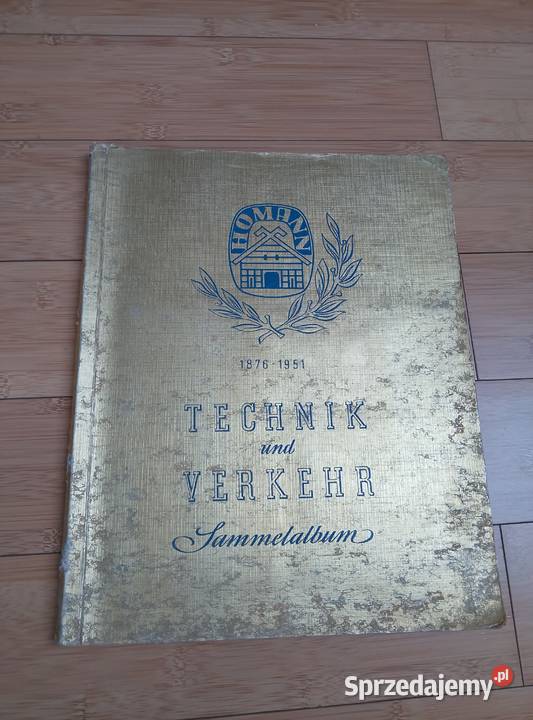 HOMANN
1876-1951
TECHNIK
und
VERKEHR
Sammelalbum
Sprzedajemy.pl